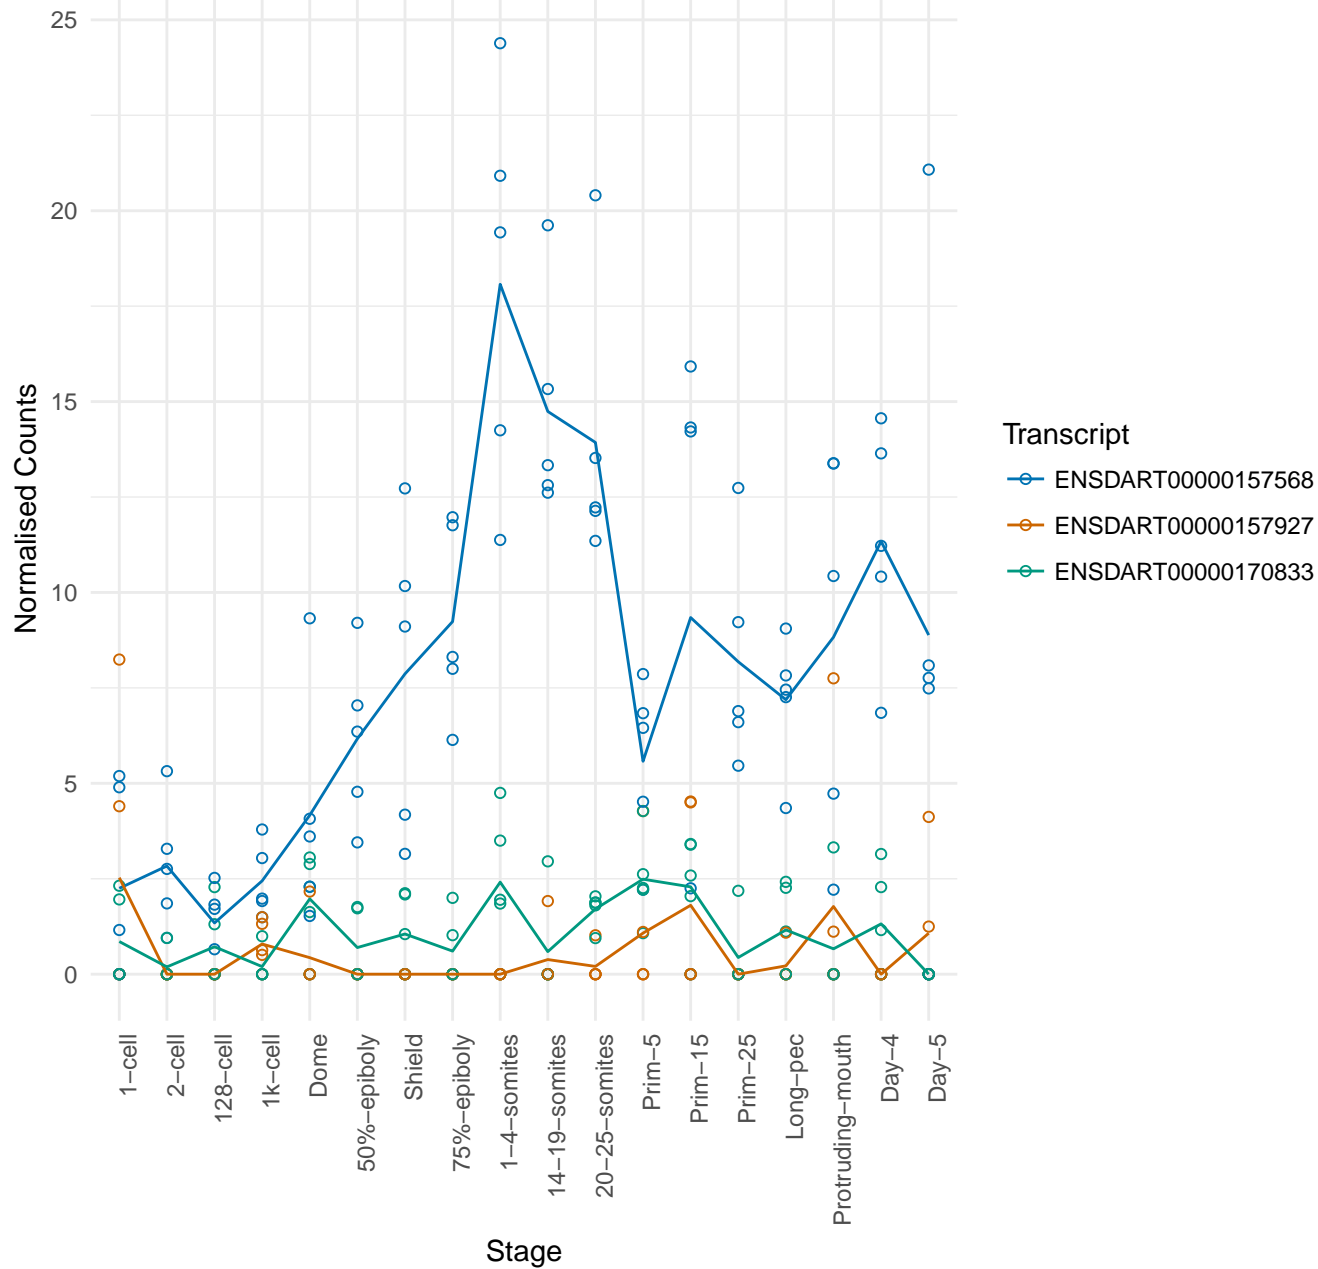 25
20
15
10
5
0
Normalised Counts
1−cell
2−cell
128−cell
1k−cell
Dome
50%−epiboly
Shield
75%−epiboly
1−4−somites
14−19−somites
20−25−somites
Prim−5
Prim−15
Prim−25
Long−pec
Protruding−mouth
Day−4
Day−5
Stage
Transcript
ENSDART00000157568
ENSDART00000157927
ENSDART00000170833